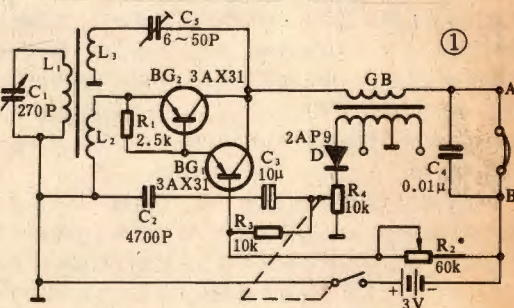 C₅
6～50P
①
L₁
L₃
C₁
270P
BG₂ 3AX31
GB
A
L₂
R₁
2.5k
2AP9
D
BG₁
3AX31
C₃
10μ
C₄
0.01μ
C₂
4700P
R₄
10k
B
R₃
10k
R₂*
60k
+
3V